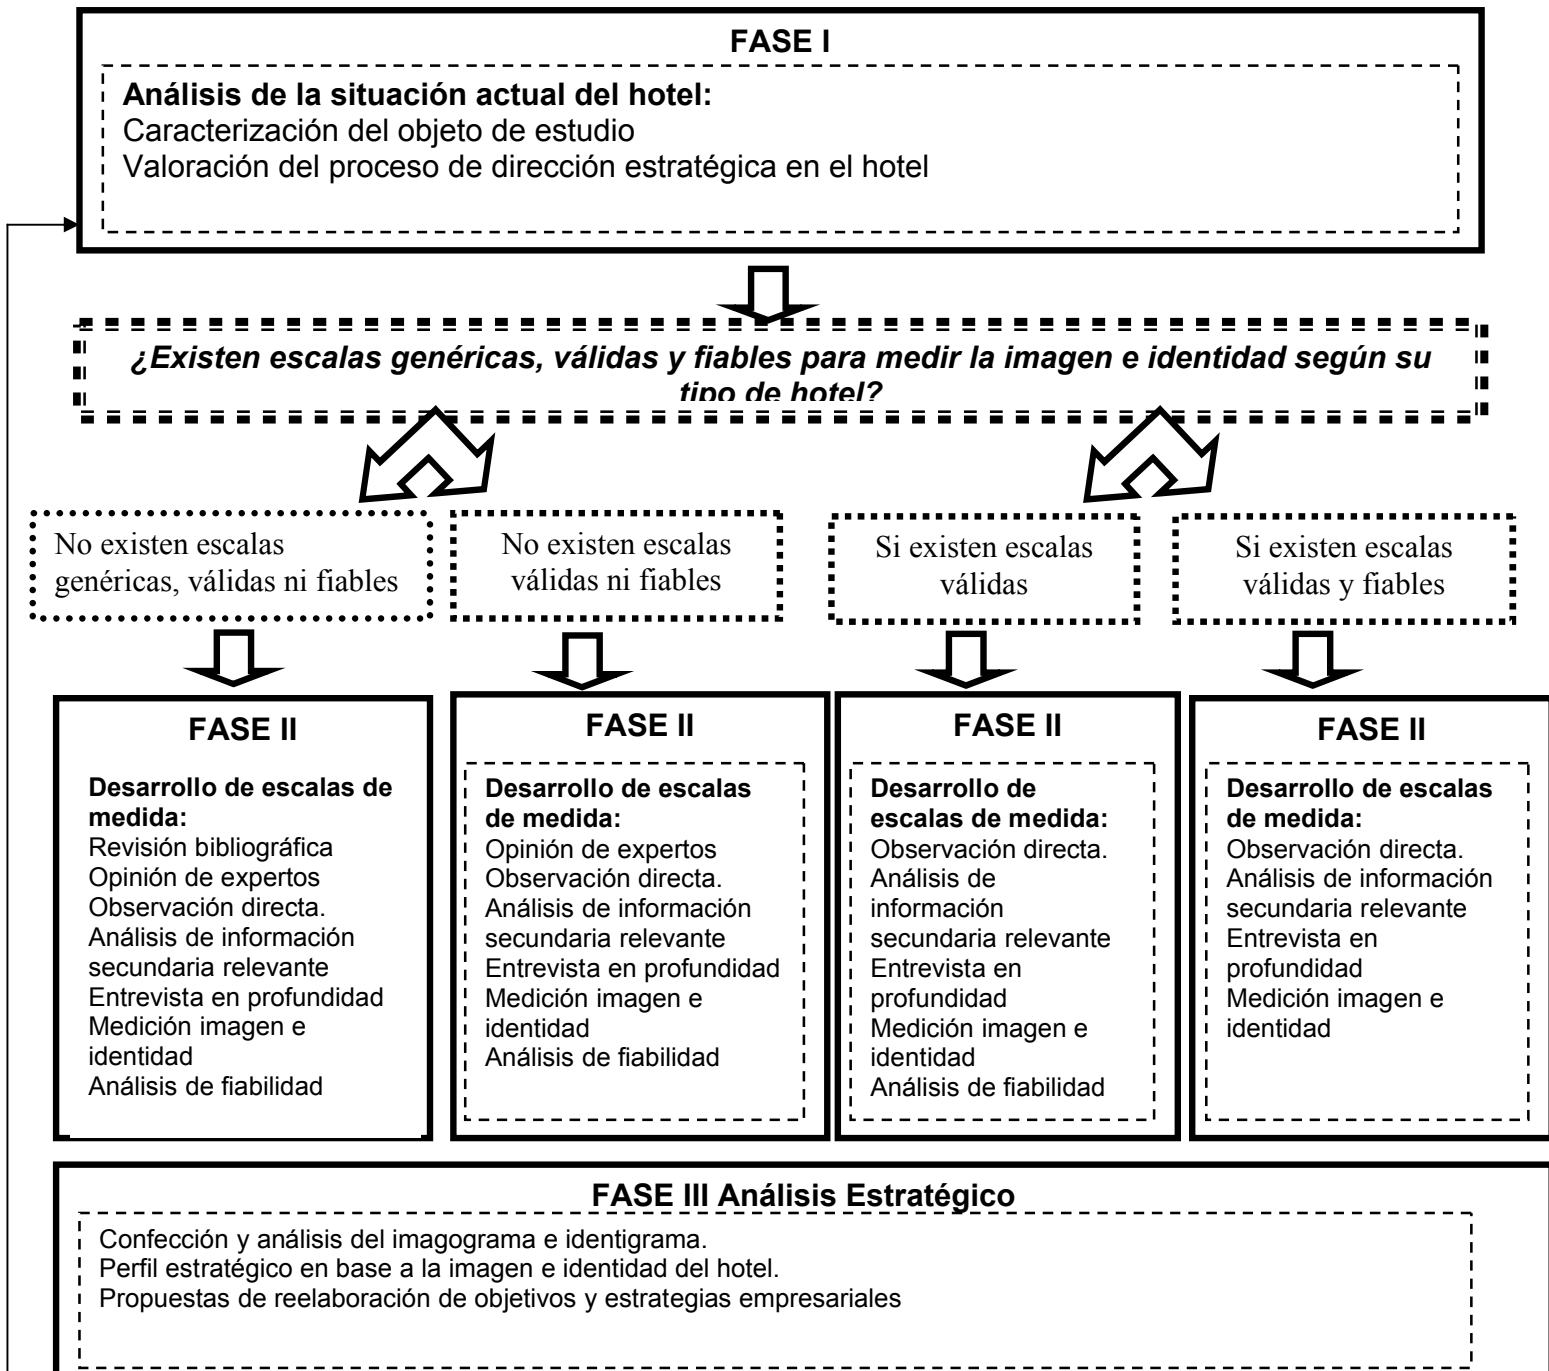 FASE I
Análisis de la situación actual del hotel:
Caracterización del objeto de estudio
Valoración del proceso de dirección estratégica en el hotel
¿Existen escalas genéricas, válidas y fiables para medir la imagen e identidad según su
tipo de hotel?
No existen escalas
genéricas, válidas ni fiables
No existen escalas
válidas ni fiables
Si existen escalas
válidas
Si existen escalas
válidas y fiables
FASE II
Desarrollo de escalas de
medida:
Revisión bibliográfica
Opinión de expertos
Observación directa.
Análisis de información
secundaria relevante
Entrevista en profundidad
Medición imagen e
identidad
Análisis de fiabilidad
FASE II
Desarrollo de escalas
de medida:
Opinión de expertos
Observación directa.
Análisis de información
secundaria relevante
Entrevista en profundidad
Medición imagen e
identidad
Análisis de fiabilidad
FASE II
Desarrollo de
escalas de medida:
Observación directa.
Análisis de
información
secundaria relevante
Entrevista en
profundidad
Medición imagen e
identidad
Análisis de fiabilidad
FASE II
Desarrollo de escalas
de medida:
Observación directa.
Análisis de información
secundaria relevante
Entrevista en
profundidad
Medición imagen e
identidad
FASE III Análisis Estratégico
Confección y análisis del imagograma e identigrama.
Perfil estratégico en base a la imagen e identidad del hotel.
Propuestas de reelaboración de objetivos y estrategias empresariales